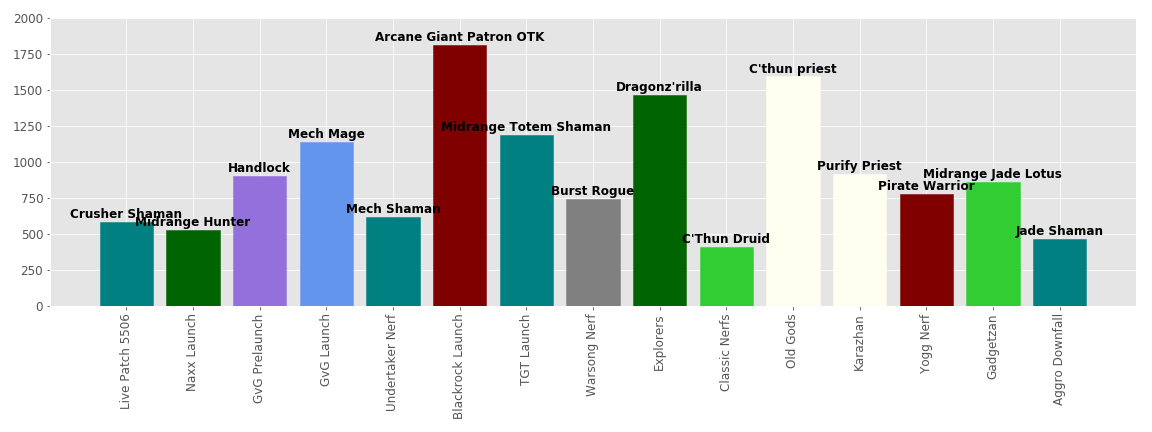 2000
1750
1500
1250
1000
750
500
250
0
Crusher Shaman
Midrange Hunter
Handlock
Mech Mage
Mech Shaman
Arcane Giant Patron OTK
Midrange Totem Shaman
Burst Rogue
Dragonz'rilla
C'Thun Druid
C'thun priest
Purify Priest
Pirate Warrior
Midrange Jade Lotus
Jade Shaman
Live Patch 5506
Naxx Launch
GvG Prelaunch
GvG Launch
Undertaker Nerf
Blackrock Launch
TGT Launch
Warsong Nerf
Explorers
Classic Nerfs
Old Gods
Karazhan
Yogg Nerf
Gadgetzan
Aggro Downfall